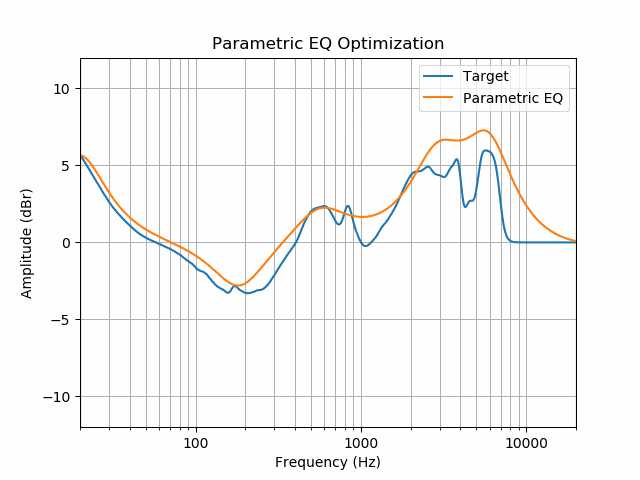 Parametric EQ Optimization
Target
Parametric EQ
Amplitude (dBr)
10
5
0
−5
−10
100
1000
10000
Frequency (Hz)